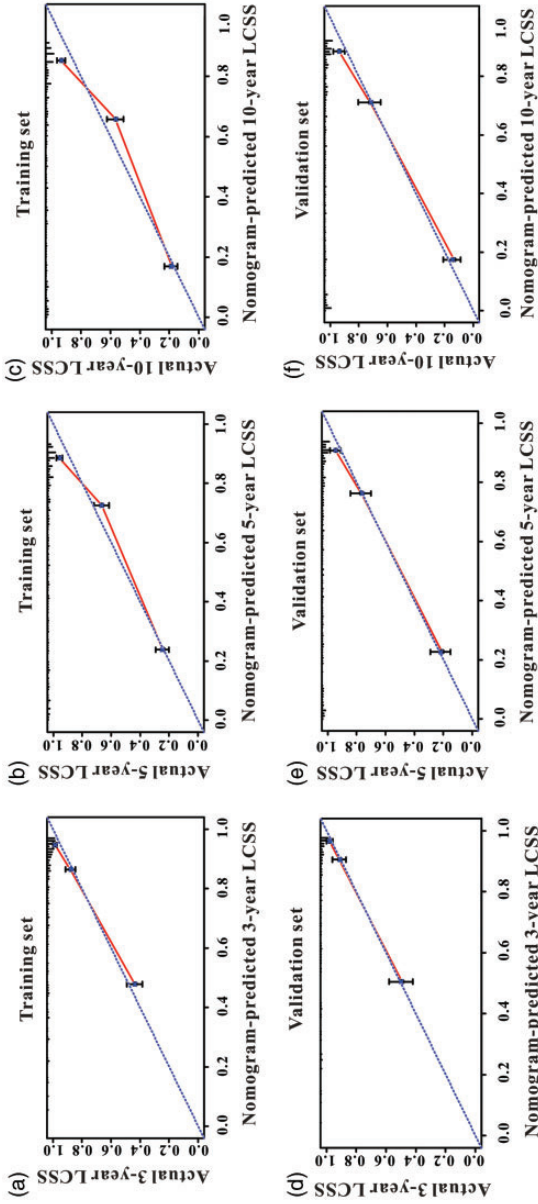 (a)
Training set
Actual 3-year LCSS
0.0 0.2 0.4 0.6 0.8 1.0
0.0 0.2 0.4 0.6 0.8 1.0
Nomogram-predicted 3-year LCSS
(b)
Training set
Actual 5-year LCSS
0.0 0.2 0.4 0.6 0.8 1.0
0.0 0.2 0.4 0.6 0.8 1.0
Nomogram-predicted 5-year LCSS
(c)
Training set
Actual 10-year LCSS
0.0 0.2 0.4 0.6 0.8 1.0
0.0 0.2 0.4 0.6 0.8 1.0
Nomogram-predicted 10-year LCSS
(d)
Validation set
Actual 3-year LCSS
0.0 0.2 0.4 0.6 0.8 1.0
0.0 0.2 0.4 0.6 0.8 1.0
Nomogram-predicted 3-year LCSS
(e)
Validation set
Actual 5-year LCSS
0.0 0.2 0.4 0.6 0.8 1.0
0.0 0.2 0.4 0.6 0.8 1.0
Nomogram-predicted 5-year LCSS
(f)
Validation set
Actual 10-year LCSS
0.0 0.2 0.4 0.6 0.8 1.0
0.0 0.2 0.4 0.6 0.8 1.0
Nomogram-predicted 10-year LCSS